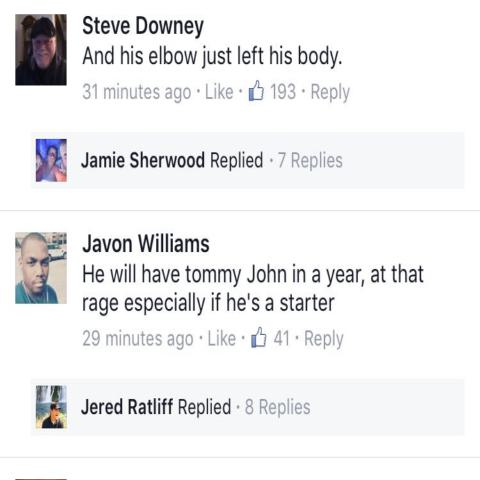 Steve Downey
And his elbow just left his body.
31 minutes ago · Like · 193 · Reply
Jamie Sherwood Replied · 7 Replies
Javon Williams
He will have tommy John in a year, at that
rage especially if he's a starter
29 minutes ago · Like · 41 · Reply
Jered Ratliff Replied · 8 Replies